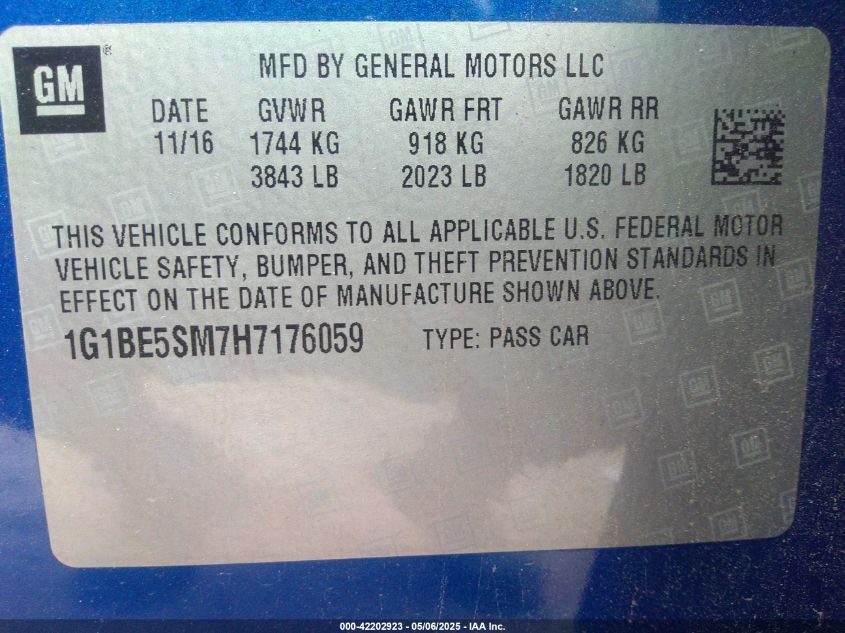 GM ®
MFD BY GENERAL MOTORS LLC
DATE GVWR GAWR FRT GAWR RR
11/16 1744 KG 918 KG 826 KG
3843 LB 2023 LB 1820 LB
THIS VEHICLE CONFORMS TO ALL APPLICABLE U.S. FEDERAL MOTOR
VEHICLE SAFETY, BUMPER, AND THEFT PREVENTION STANDARDS IN
EFFECT ON THE DATE OF MANUFACTURE SHOWN ABOVE.
1G1BE5SM7H7176059 TYPE: PASS CAR
000-42202923 - 05/06/2025 - IAA Inc.